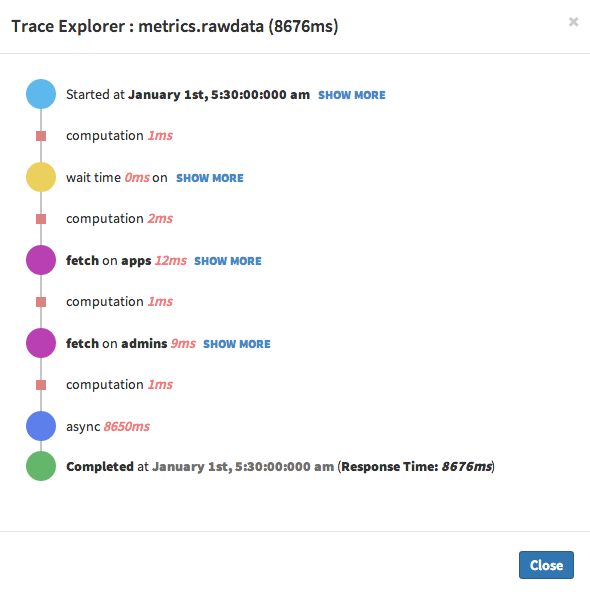 Trace Explorer : metrics.rawdata (8676ms)
×
Started at January 1st, 5:30:00:000 am SHOW MORE
computation 1ms
wait time 0ms on SHOW MORE
computation 2ms
fetch on apps 12ms SHOW MORE
computation 1ms
fetch on admins 9ms SHOW MORE
computation 1ms
async 8650ms
Completed at January 1st, 5:30:00:000 am (Response Time: 8676ms)
Close